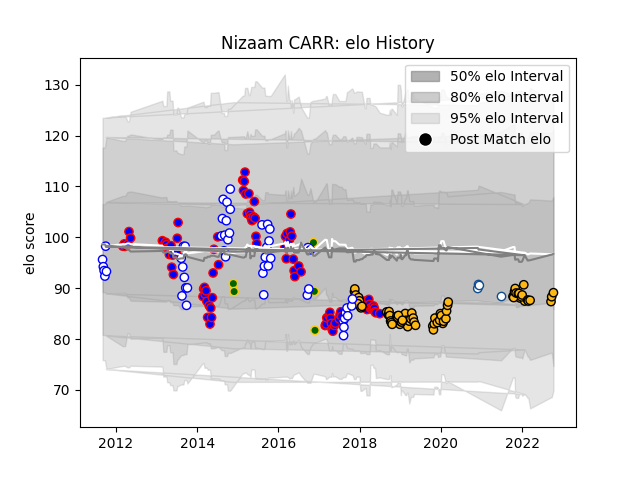 Nizaam CARR: elo History
50% elo Interval
80% elo Interval
95% elo Interval
Post Match elo
elo score
130
120
110
100
90
80
70
2012
2014
2016
2018
2020
2022